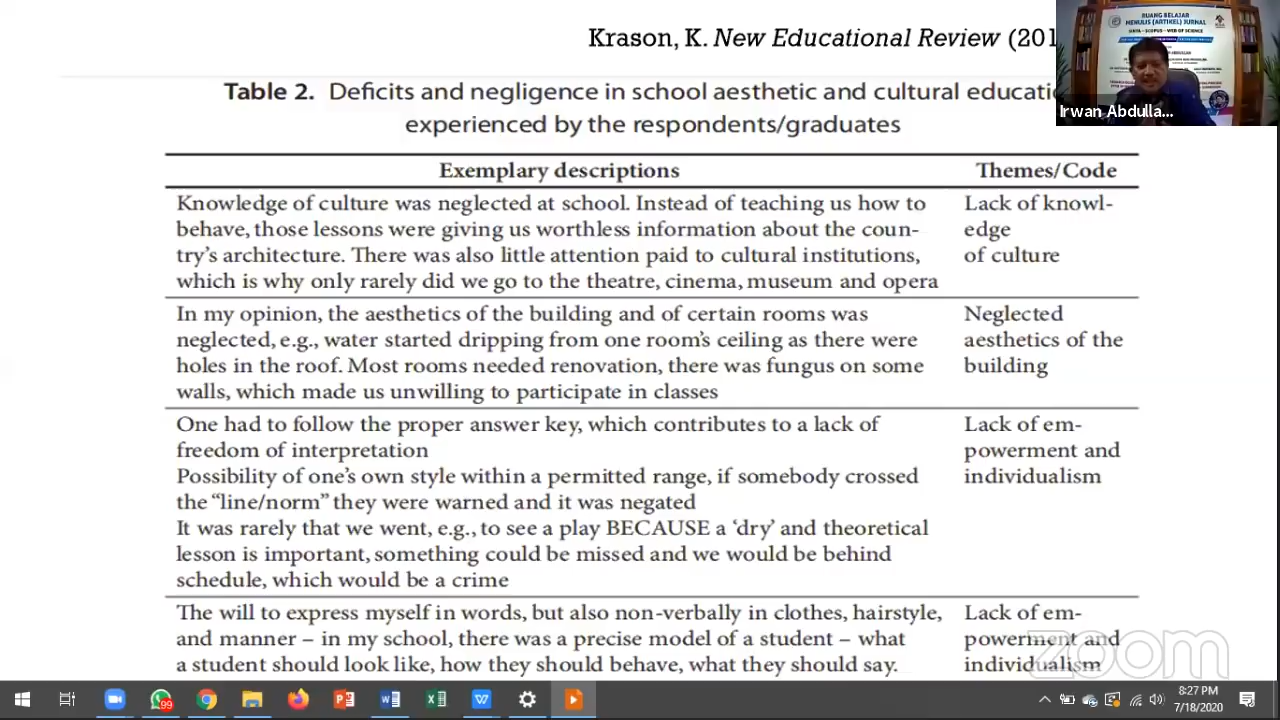 Krason, K. New Educational Review (201
RUANG BELAJAR
MENULIS (ARTIKEL) JURNAL
SINTA - SCOPUS - WEB OF SCIENCE
Irwan Abdulla...
Table 2. Deficits and negligence in school aesthetic and cultural educatio
experienced by the respondents/graduates
Exemplary descriptions Themes/Code
Knowledge of culture was neglected at school. Instead of teaching us how to
behave, those lessons were giving us worthless information about the coun-
try's architecture. There was also little attention paid to cultural institutions,
which is why only rarely did we go to the theatre, cinema, museum and opera
Lack of knowl-
edge
of culture
In my opinion, the aesthetics of the building and of certain rooms was
neglected, e.g., water started dripping from one room's ceiling as there were
holes in the roof. Most rooms needed renovation, there was fungus on some
walls, which made us unwilling to participate in classes
Neglected
aesthetics of the
building
One had to follow the proper answer key, which contributes to a lack of
freedom of interpretation
Possibility of one's own style within a permitted range, if somebody crossed
the "line/norm" they were warned and it was negated
It was rarely that we went, e.g., to see a play BECAUSE a 'dry' and theoretical
lesson is important, something could be missed and we would be behind
schedule, which would be a crime
Lack of em-
powerment and
individualism
The will to express myself in words, but also non-verbally in clothes, hairstyle,
and manner – in my school, there was a precise model of a student – what
a student should look like, how they should behave, what they should say.
Lack of em-
powerment and
individualism
zoom
99
8:27 PM
7/18/2020